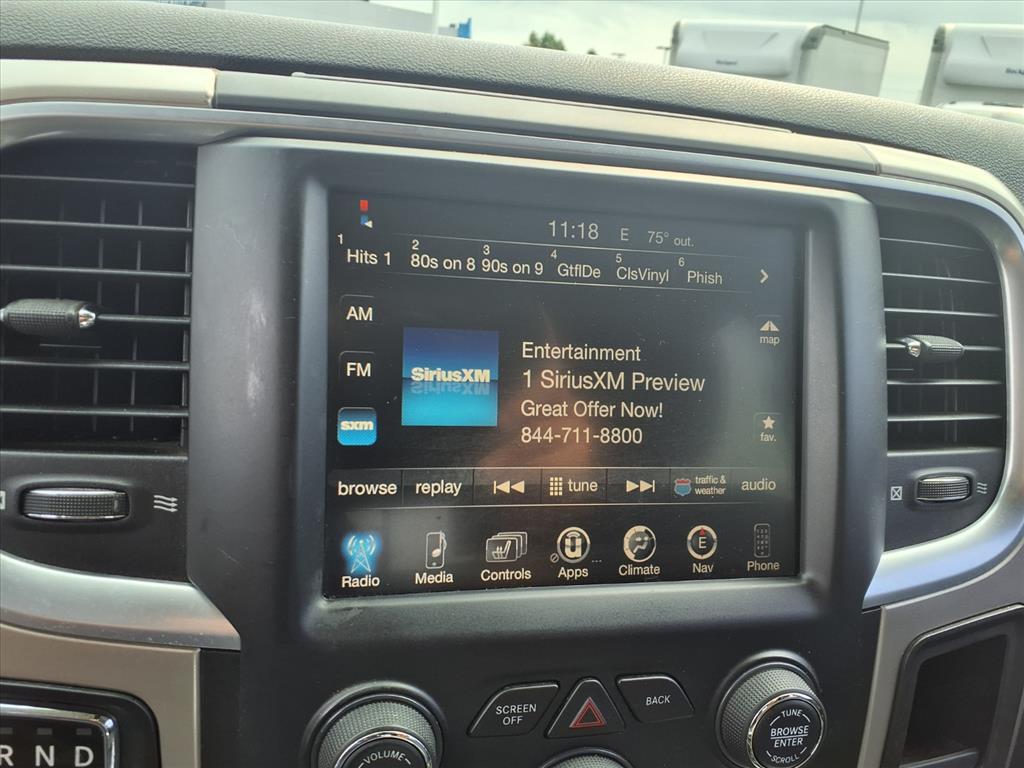 11:18 E 75° out.
1 2 3 4 5 6
Hits 1 80s on 8 90s on 9 GtflDe ClsVinyl Phish
AM
map
SiriusXM
Entertainment
1 SiriusXM Preview
FM
Great Offer Now!
sxm
844-711-8800
fav.
browse replay tune traffic & weather audio
E
Radio Media Controls Apps Climate Nav Phone
SCREEN OFF
BACK
VOLUME
TUNE
BROWSE
ENTER
SCROLL
R N D